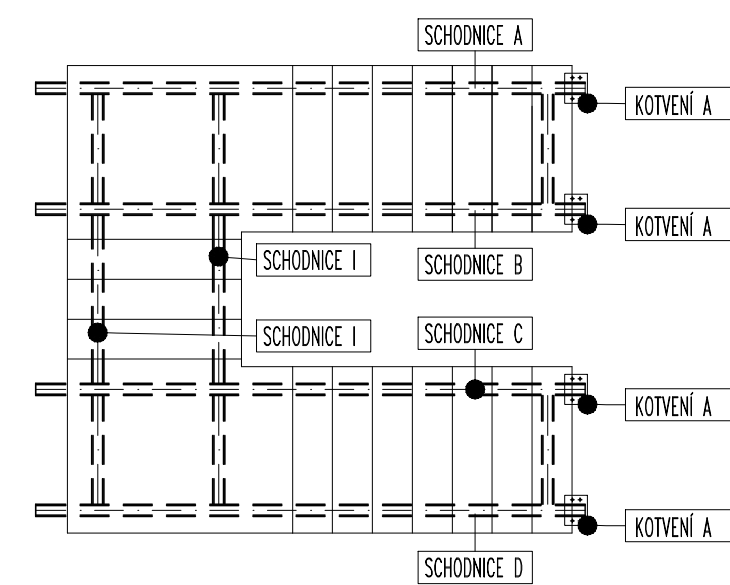 SCHODNICE A
KOTVENÍ A
KOTVENÍ A
SCHODNICE I
SCHODNICE B
SCHODNICE I
SCHODNICE C
KOTVENÍ A
KOTVENÍ A
SCHODNICE D